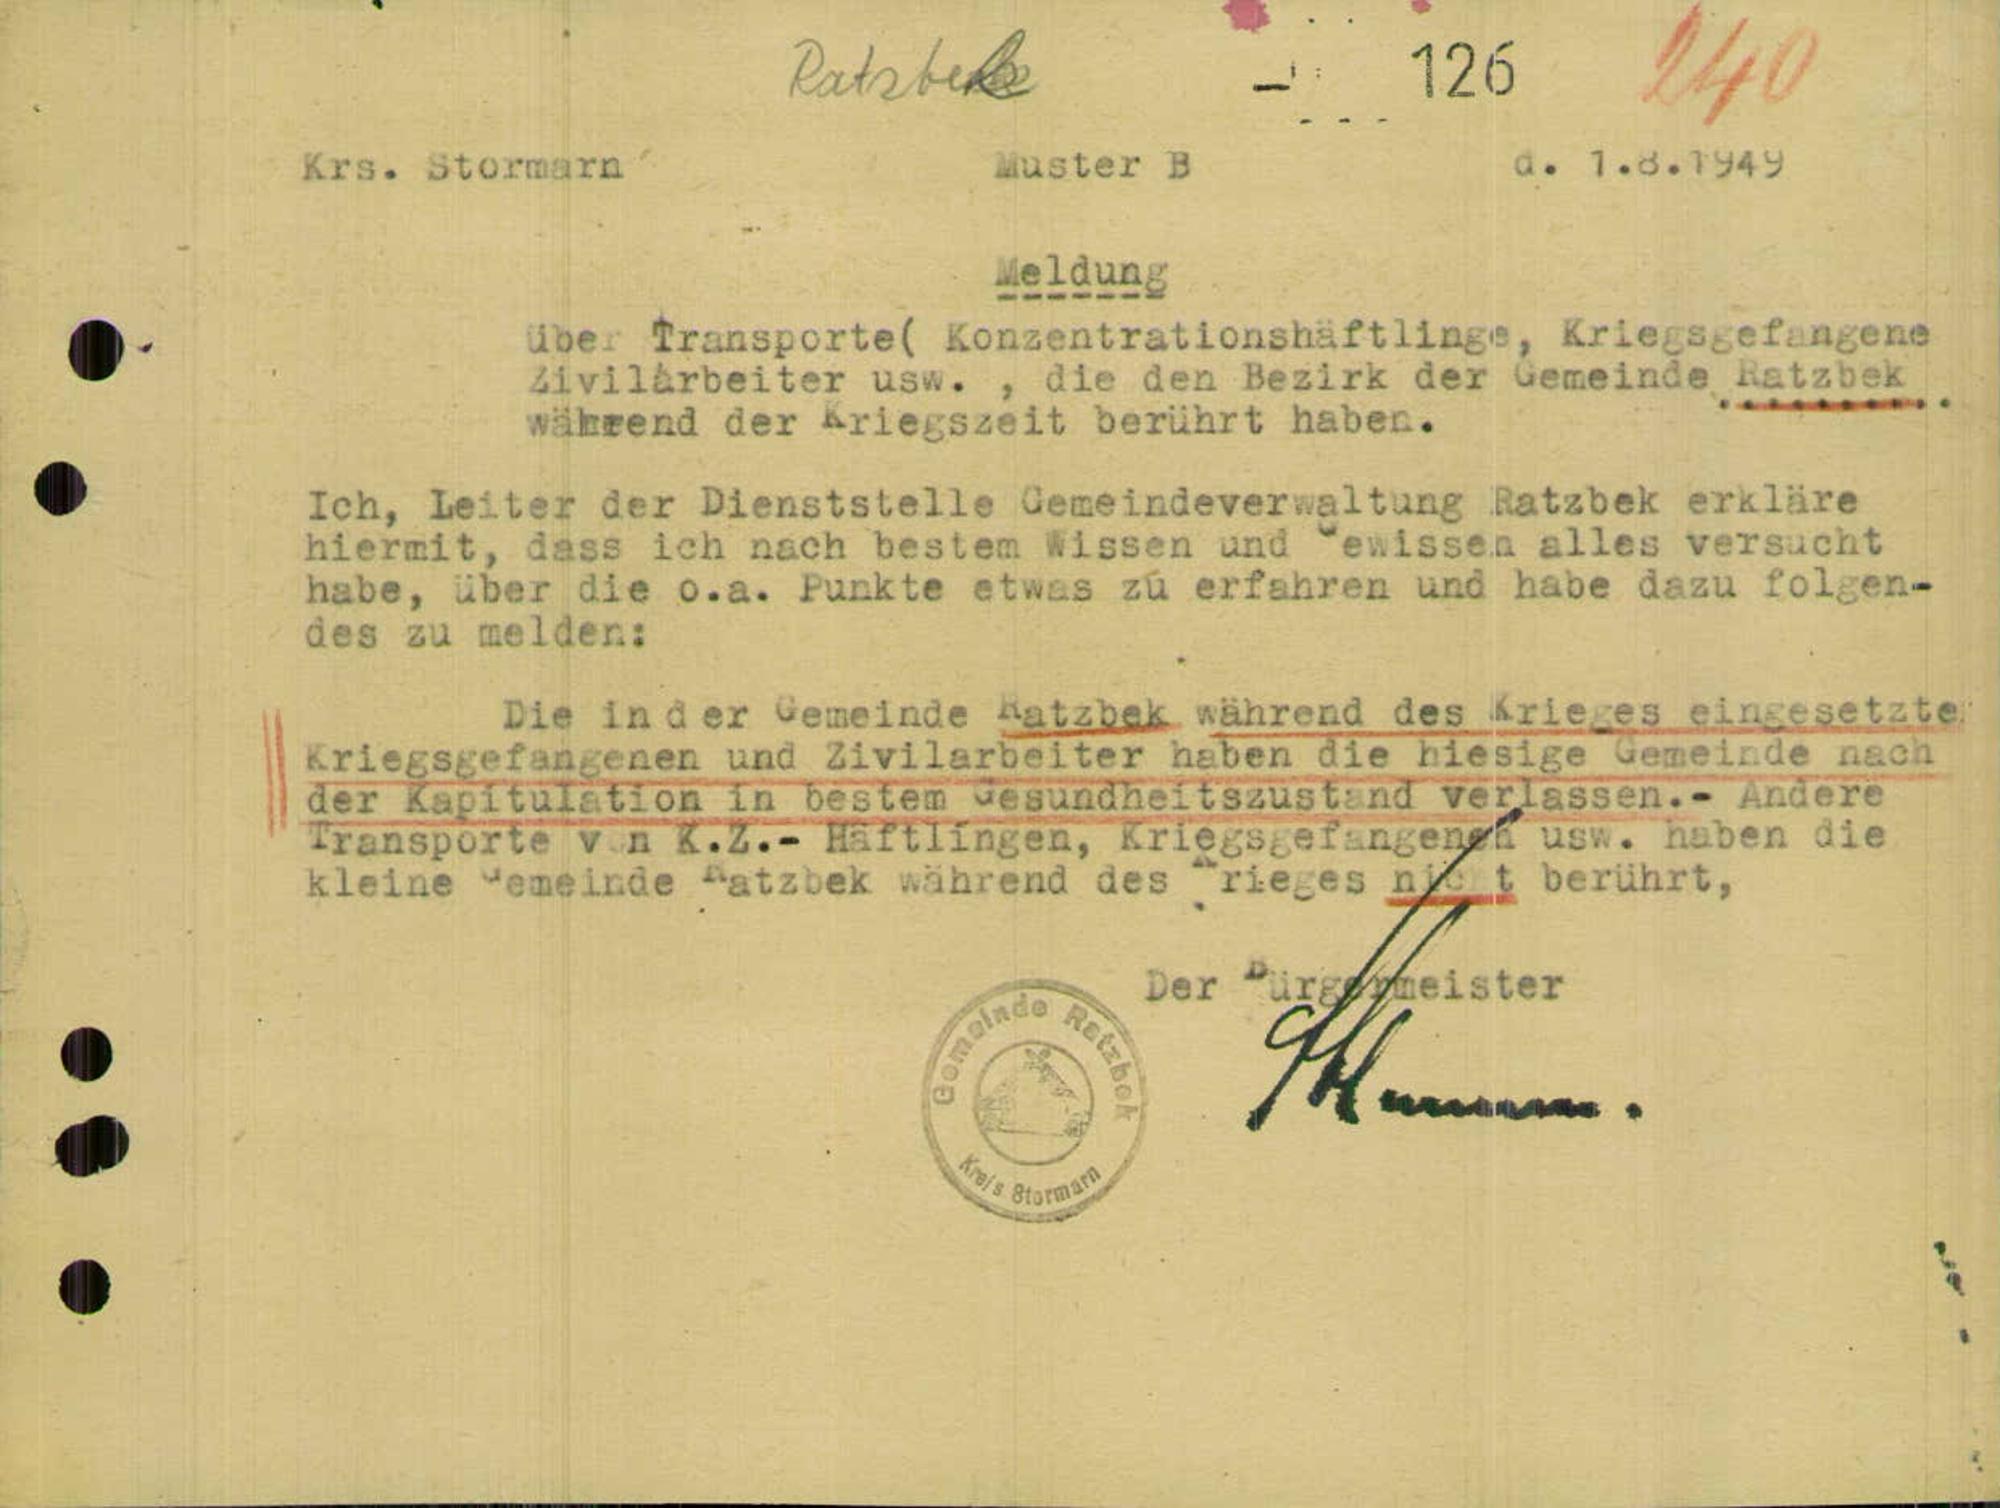 Ratzbek
126
240
Krs. Stormarn
Muster B
d. 1.8.1949
Meldung
über Transporte( Konzentrationshäftlinge, Kriegsgefangene
Zivilarbeiter usw. , die den Bezirk der Gemeinde Ratzbek
während der Kriegszeit berührt haben.
Ich, Leiter der Dienststelle Gemeindeverwaltung Ratzbek erkläre
hiermit, dass ich nach bestem Wissen und Gewissen alles versucht
habe, über die o.a. Punkte etwas zu erfahren und habe dazu folgen-
des zu melden:
Die in der Gemeinde Ratzbek während des Krieges eingesetzte
Kriegsgefangenen und Zivilarbeiter haben die hiesige Gemeinde nach
der Kapitulation in bestem Gesundheitszustand verlassen.- Andere
Transporte von K.Z.- Häftlingen, Kriegsgefangenen usw. haben die
kleine Gemeinde Ratzbek während des Krieges nicht berührt,
Der Bürgermeister
Gemeinde Ratzbek
Kreis Stormarn